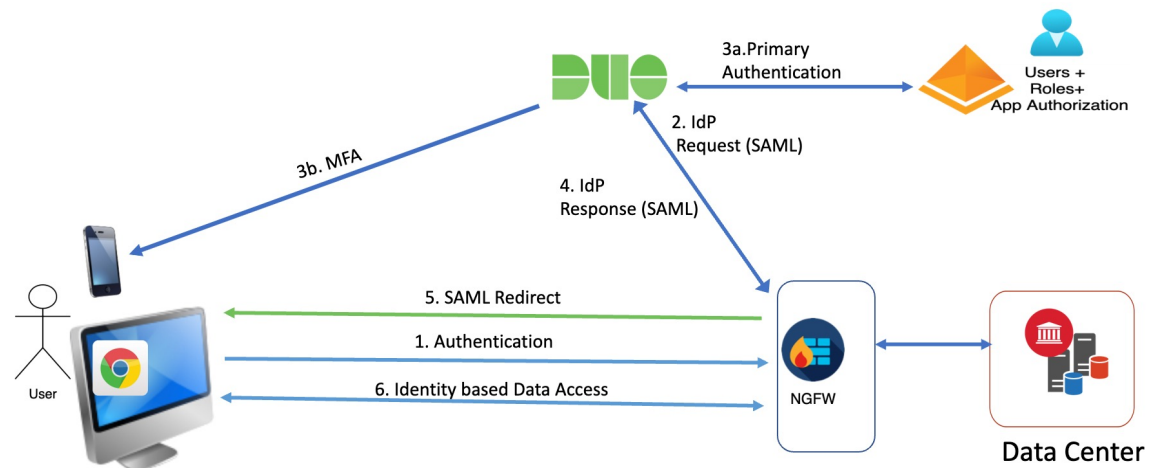 DUO
3a.Primary
Authentication
Users +
Roles+
App Authorization
2. IdP
Request (SAML)
3b. MFA
4. IdP
Response (SAML)
5. SAML Redirect
1. Authentication
6. Identity based Data Access
User
NGFW
Data Center